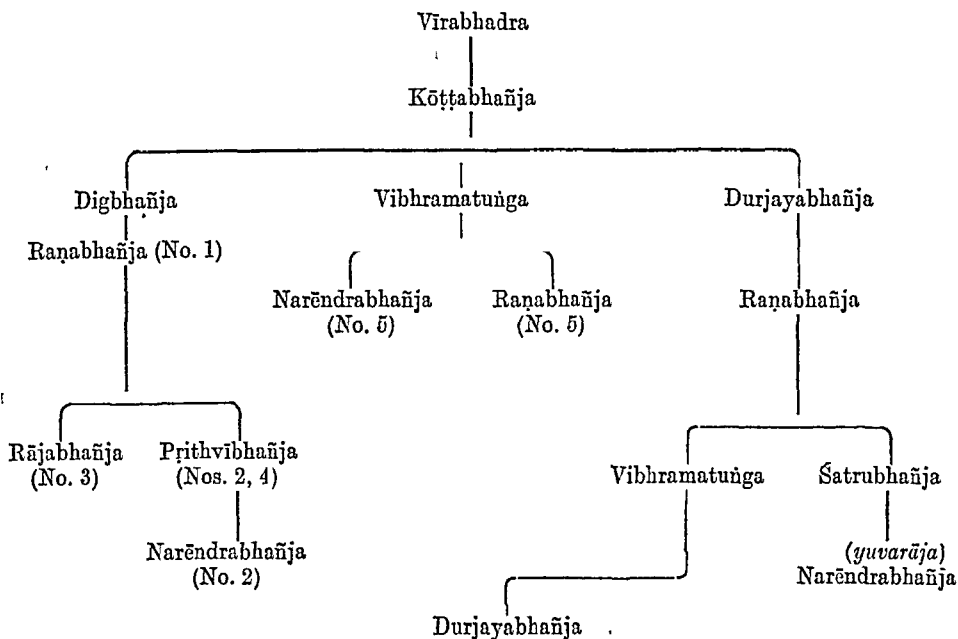 Vīrabhadra
Kōṭṭabhañja
Digbhañja
Vibhramatuṅga
Durjayabhañja
Raṇabhañja (No. 1)
Narēndrabhañja
(No. 5)
Raṇabhañja
(No. 5)
Raṇabhañja
Rājabhañja
(No. 3)
Pṛithvībhañja
(Nos. 2, 4)
Vibhramatuṅga
Śatrubhañja
Narēndrabhañja
(No. 2)
(yuvarāja)
Narēndrabhañja
Durjayabhañja